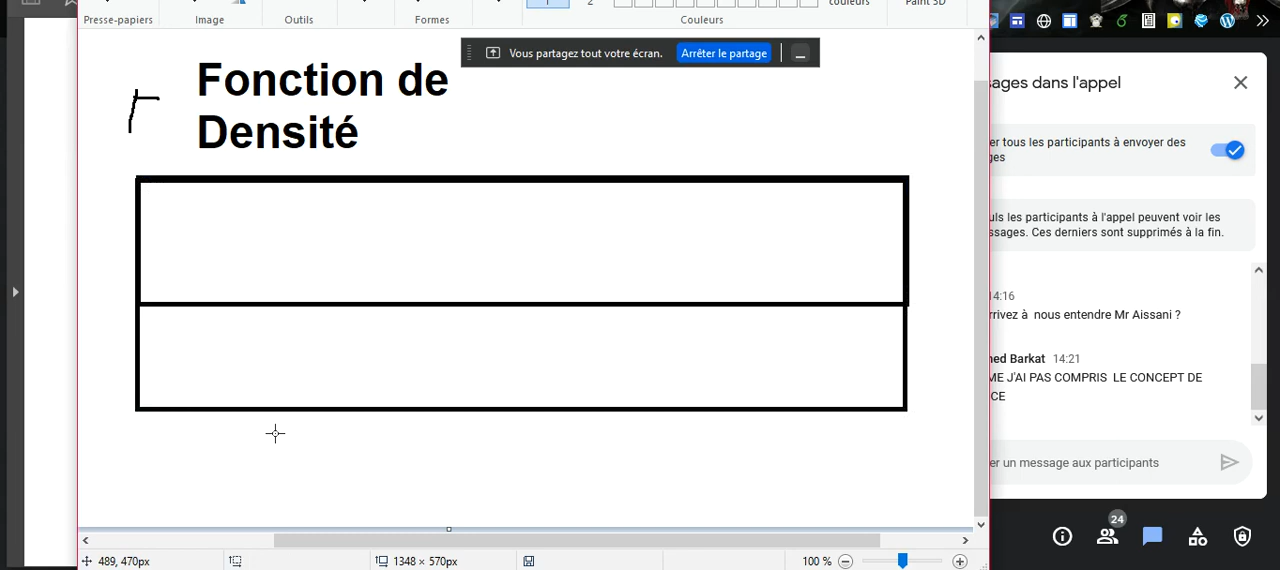 Presse-papiers Image Outils Formes Couleurs
1 2 couleurs Paint 3D
Vous partagez tout votre écran. Arrêter le partage
Fonction de
Densité
489, 470px 1348 × 570px 100 %
sages dans l'appel
er tous les participants à envoyer des
ges
uls les participants à l'appel peuvent voir les
ssages. Ces derniers sont supprimés à la fin.
14:16
rrivez à nous entendre Mr Aissani ?
ned Barkat 14:21
ME J'AI PAS COMPRIS LE CONCEPT DE
CE
er un message aux participants
24